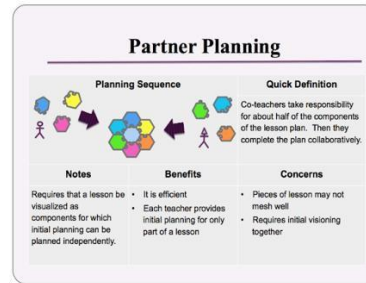 Partner Planning
Planning Sequence
Quick Definition
Co-teachers take responsibility
for about half of the components
of the lesson plan. Then they
complete the plan collaboratively.
Notes
Benefits
Concerns
Requires that a lesson be
visualized as
components for which
initial planning can be
planned independently.
• It is efficient
• Each teacher provides
initial planning for only
part of a lesson
• Pieces of lesson may not
mesh well
• Requires initial visioning
together